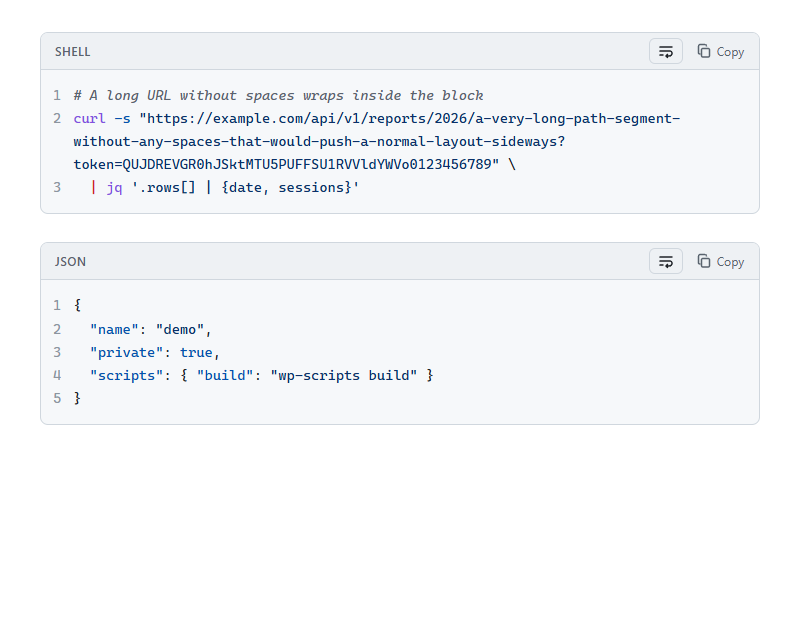 SHELL
Copy
1 # A long URL without spaces wraps inside the block
2 curl -s "https://example.com/api/v1/reports/2026/a-very-long-path-segment-
without-any-spaces-that-would-push-a-normal-layout-sideways?
token=QUJDREVGR0hJSktMTU5PUFFSU1RVVldYWVo0123456789" \
3   | jq '.rows[] | {date, sessions}'
JSON
Copy
1 {
2   "name": "demo",
3   "private": true,
4   "scripts": { "build": "wp-scripts build" }
5 }